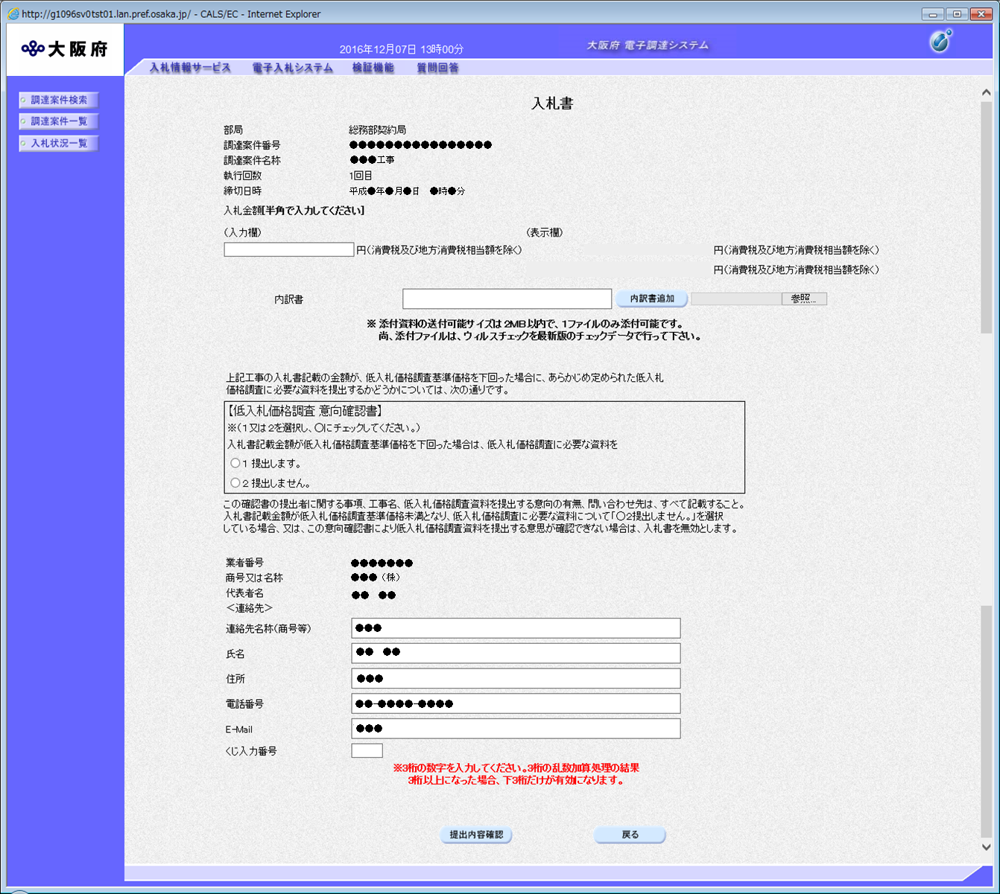 http://g1096sv0tst01.lan.pref.osaka.jp/ - CALS/EC - Internet Explorer
大阪府
2016年12月07日 13時00分
大阪府 電子調達システム
入札情報サービス 電子入札システム 検証機能 質問回答
調達案件検索
調達案件一覧
入札状況一覧
入札書
部局 総務部契約局
調達案件番号 ●●●●●●●●●●●●●●●●
調達案件名称 ●●●工事
執行回数 1回目
締切日時 平成●年●月●日 ●時●分
入札金額[半角で入力してください]
(入力欄) (表示欄)
円(消費税及び地方消費税相当額を除く) 円(消費税及び地方消費税相当額を除く)
円(消費税及び地方消費税相当額を除く)
内訳書 内訳書追加 参照...
※ 添付資料の送付可能サイズは2MB以内で、1ファイルのみ添付可能です。
尚、添付ファイルは、ウィルスチェックを最新版のチェックデータで行って下さい。
上記工事の入札書記載の金額が、低入札価格調査基準価格を下回った場合に、あらかじめ定められた低入札
価格調査に必要な資料を提出するかどうかについては、次の通りです。
【低入札価格調査 意向確認書】
※(1又は2を選択し、○にチェックしてください。)
入札書記載金額が低入札価格調査基準価格を下回った場合は、低入札価格調査に必要な資料を
○1 提出します。
○2 提出しません。
この確認書の提出者に関する事項、工事名、低入札価格調査資料を提出する意向の有無、問い合わせ先は、すべて記載すること。
入札書記載金額が低入札価格調査基準価格未満となり、低入札価格調査に必要な資料について「○2提出しません。」を選択
している場合、又は、この意向確認書により低入札価格調査資料を提出する意思が確認できない場合は、入札書を無効とします。
業者番号 ●●●●●●●
商号又は名称 ●●●(株)
代表者名 ●● ●●
＜連絡先＞
連絡先名称(商号等) ●●●
氏名 ●● ●●
住所 ●●●
電話番号 ●●-●●●●-●●●●
E-Mail ●●●
くじ入力番号
※3桁の数字を入力してください。3桁の乱数加算処理の結果
3桁以上になった場合、下3桁だけが有効になります。
提出内容確認 戻る